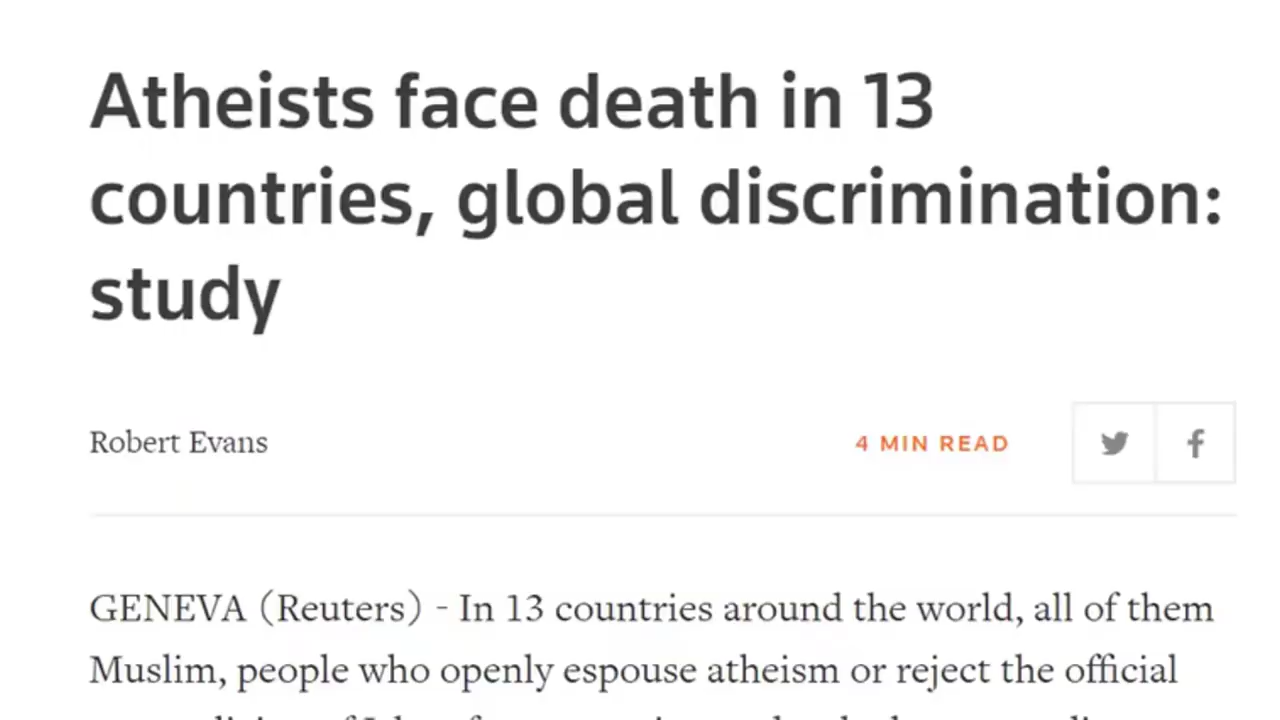 Atheists face death in 13
countries, global discrimination:
study
Robert Evans
4 MIN READ
GENEVA (Reuters) - In 13 countries around the world, all of them
Muslim, people who openly espouse atheism or reject the official